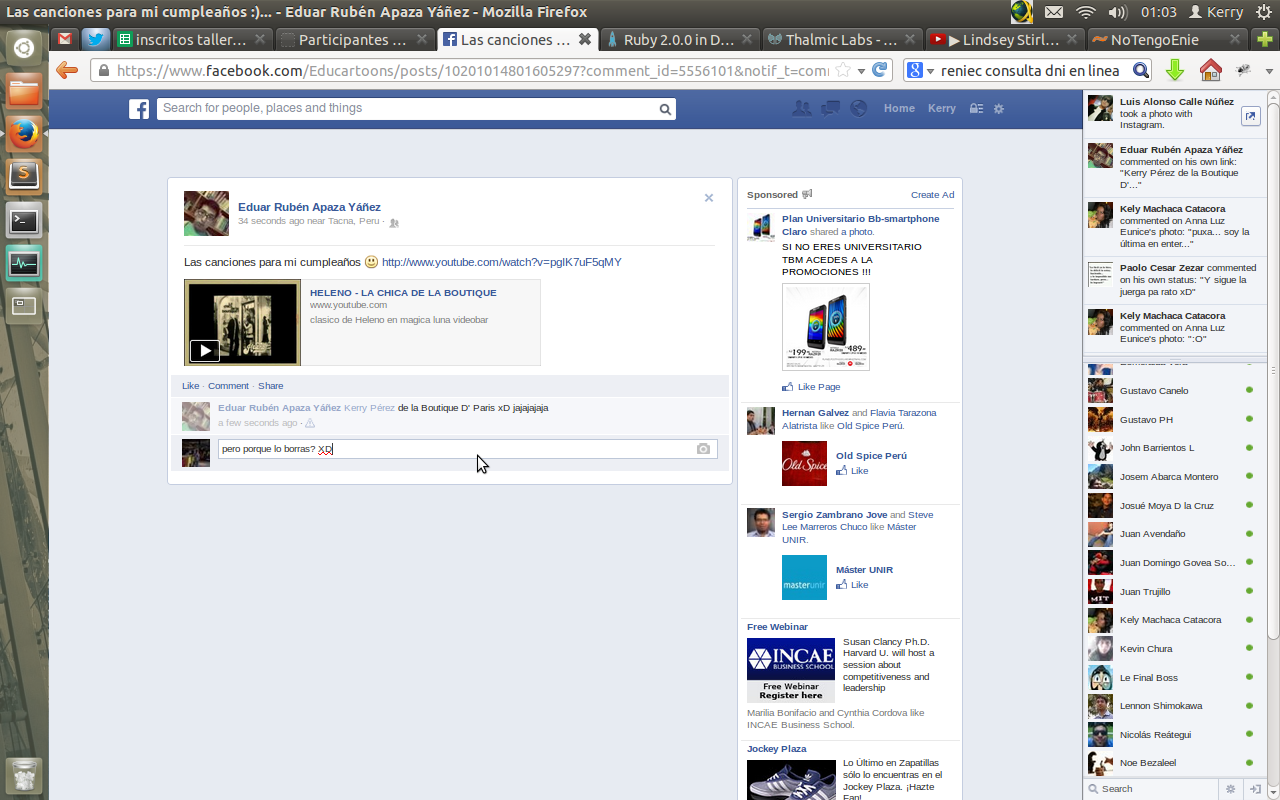 Las canciones para mi cumpleaños :)... - Eduar Rubén Apaza Yáñez - Mozilla Firefox
01:03
Kerry
inscritos taller...
Participantes ...
Las canciones ...
Ruby 2.0.0 in D...
Thalmic Labs - ...
▶ Lindsey Stirl...
NoTengoEnie
https://www.facebook.com/Educartoons/posts/10201014801605297?comment_id=5556101&notif_t=com
reniec consulta dni en linea
Search for people, places and things
Home
Kerry
Eduar Rubén Apaza Yáñez
34 seconds ago near Tacna, Peru ·
Las canciones para mi cumpleaños http://www.youtube.com/watch?v=pgIK7uF5qMY
HELENO - LA CHICA DE LA BOUTIQUE
www.youtube.com
clasico de Heleno en magica luna videobar
Like · Comment · Share
Eduar Rubén Apaza Yáñez Kerry Pérez de la Boutique D' Paris xD jajajajaja
a few seconds ago ·
pero porque lo borras? XD
Sponsored
Create Ad
Plan Universitario Bb-smartphone
Claro shared a photo.
SI NO ERES UNIVERSITARIO
TBM ACEDES A LA
PROMOCIONES !!!
199
489
Like Page
Hernan Galvez and Flavia Tarazona
Alatrista like Old Spice Perú.
Old Spice
Old Spice Perú
Like
Sergio Zambrano Jove and Steve
Lee Marreros Chuco like Máster
UNIR.
masterunir
Máster UNIR
Like
Free Webinar
INCAE
BUSINESS SCHOOL
Free Webinar
Register here
Susan Clancy Ph.D.
Harvard U. will host a
session about
competitiveness and
leadership
Marilia Bonifacio and Cynthia Cordova like
INCAE Business School.
Jockey Plaza
Lo Último en Zapatillas
sólo lo encuentras en el
Jockey Plaza. ¡Hazte
Fan!
Luis Alonso Calle Núñez
took a photo with
Instagram.
Eduar Rubén Apaza Yáñez
commented on his own link:
"Kerry Pérez de la Boutique
D'..."
Kely Machaca Catacora
commented on Anna Luz
Eunice's photo: "puxa... soy la
última en enter..."
Paolo Cesar Zezar commented
on his own status: "Y sigue la
juerga pa rato xD"
Kely Machaca Catacora
commented on Anna Luz
Eunice's photo: ":O"
Gustavo Canelo
Gustavo PH
John Barrientos L
Josem Abarca Montero
Josué Moya D la Cruz
Juan Avendaño
Juan Domingo Govea So...
Juan Trujillo
MIT
Kely Machaca Catacora
Kevin Chura
Le Final Boss
Lennon Shimokawa
Nicolás Reátegui
Noe Bezaleel
Search